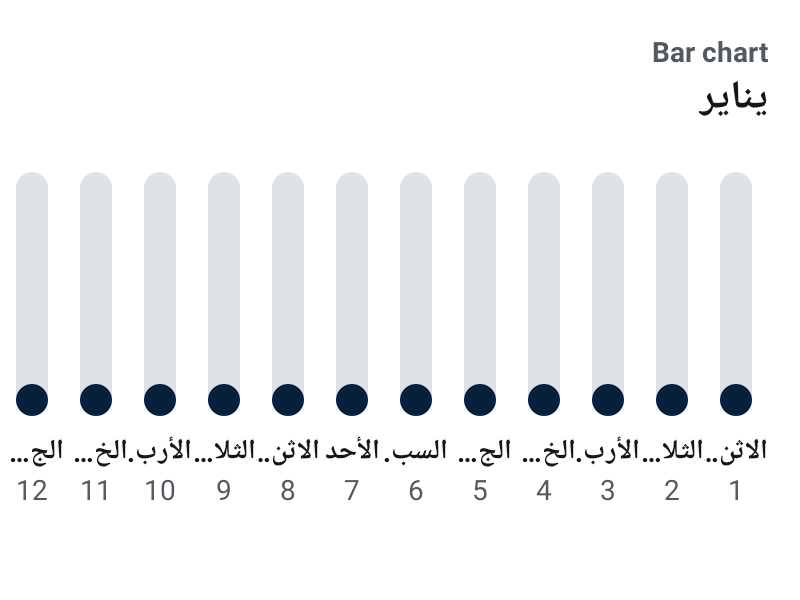 Bar chart
يناير
الاثن.. الثلا... الأرب. الخ... الج... السب. الأحد الاثن.. الثلا... الأرب. الخ... الج...
1 2 3 4 5 6 7 8 9 10 11 12